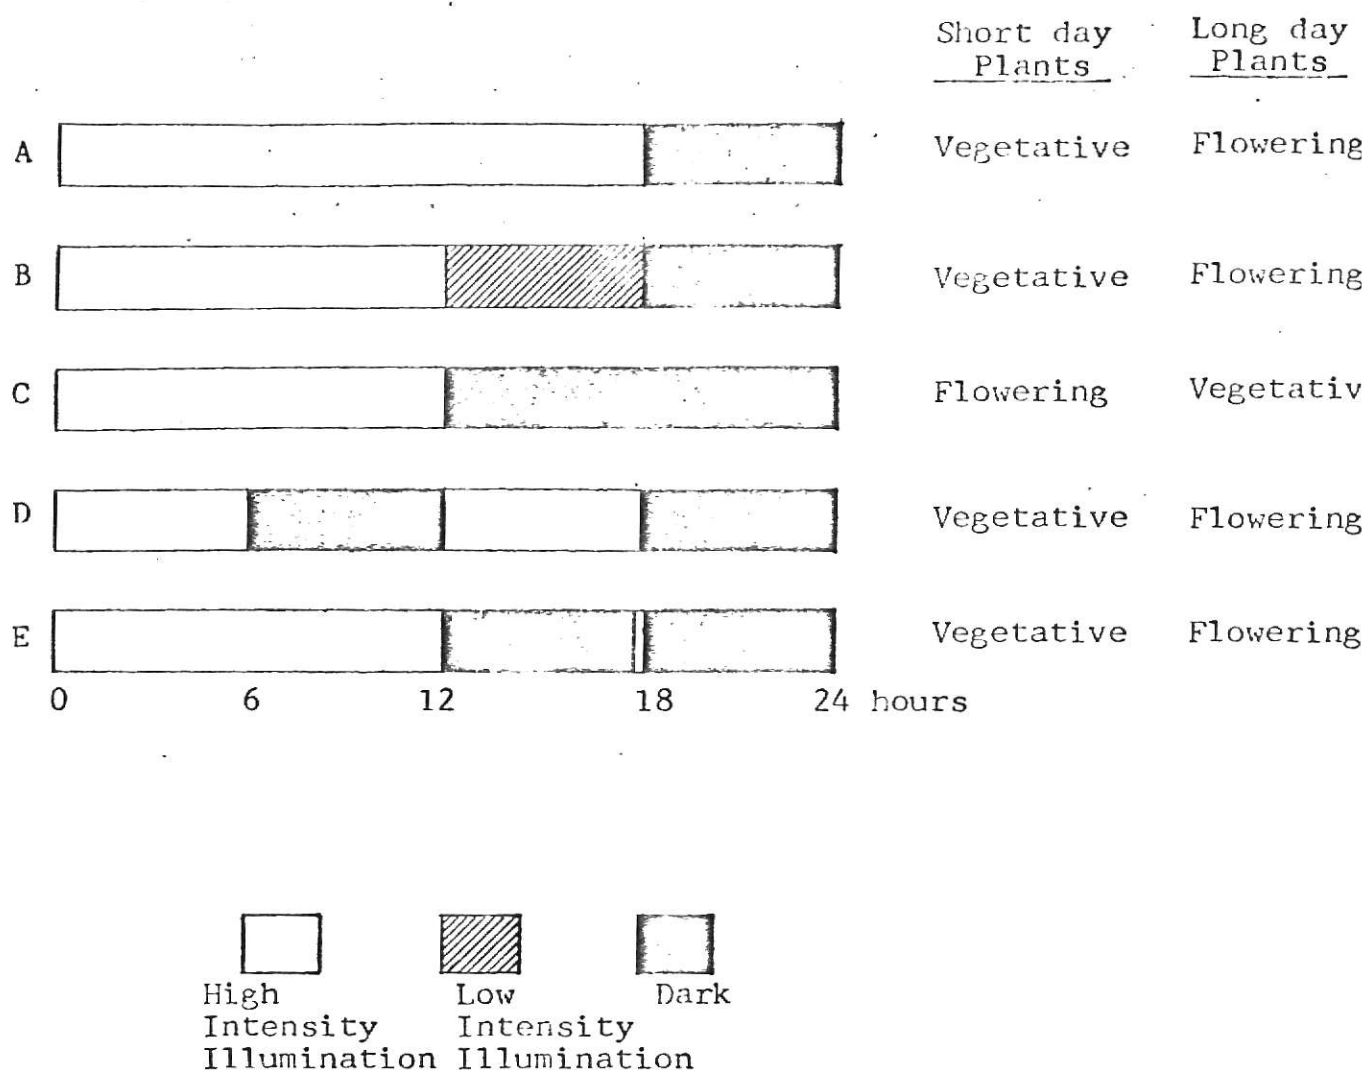 Short day Long day
Plants Plants
A Vegetative Flowering
B Vegetative Flowering
C Flowering Vegetativ
D Vegetative Flowering
E Vegetative Flowering
0 6 12 18 24 hours
High Low Dark
Intensity Intensity
Illumination Illumination